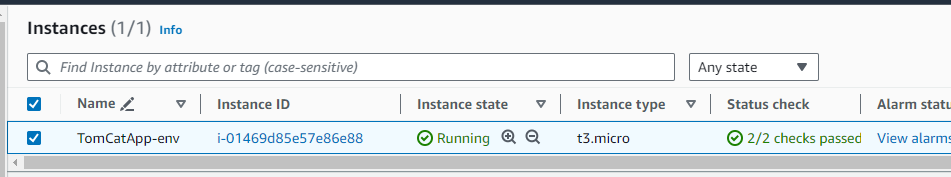 Instances (1/1) Info
Find Instance by attribute or tag (case-sensitive) Any state
Name Instance ID Instance state Instance type Status check Alarm statu
TomCatApp-env i-01469d85e57e86e88 Running t3.micro 2/2 checks passed View alarms